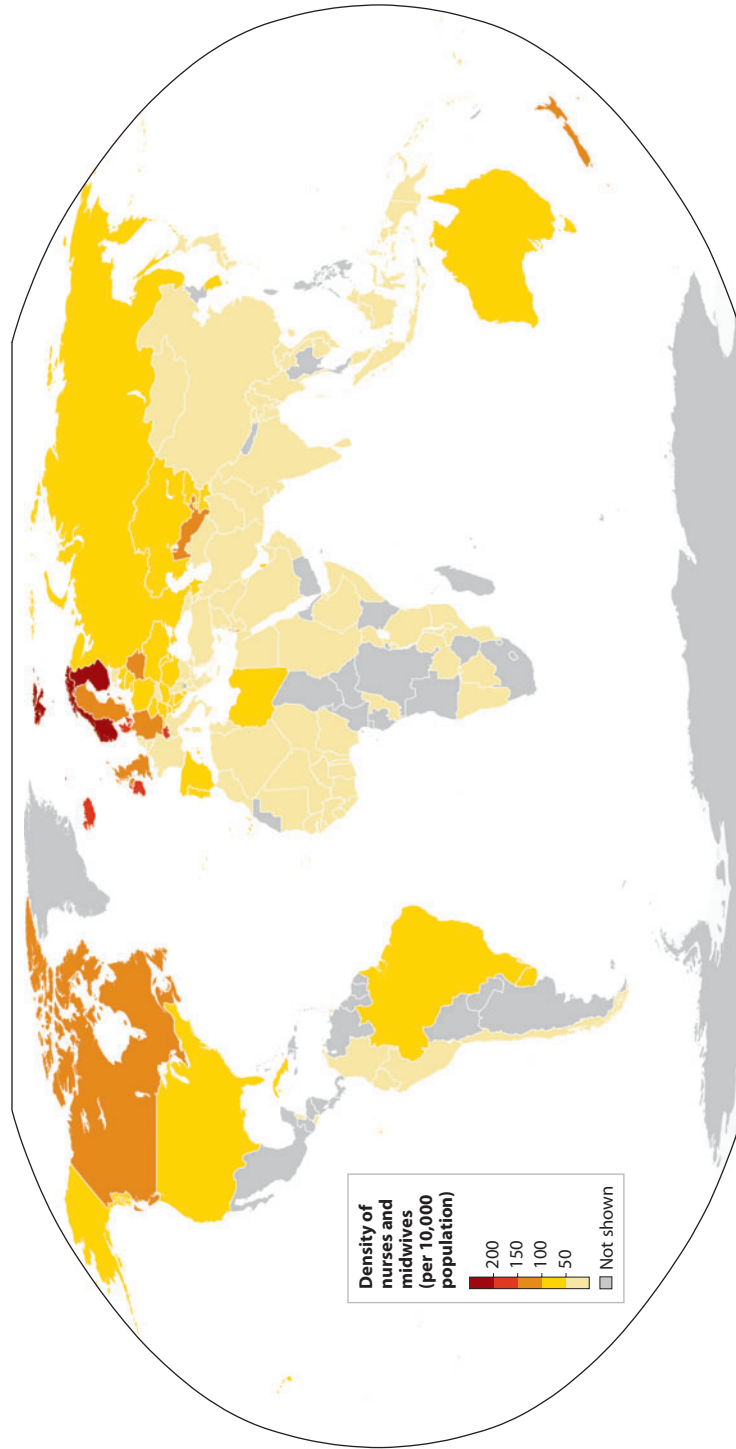 Density of
nurses and
midwives
(per 10,000
population)
200
150
100
50
Not shown